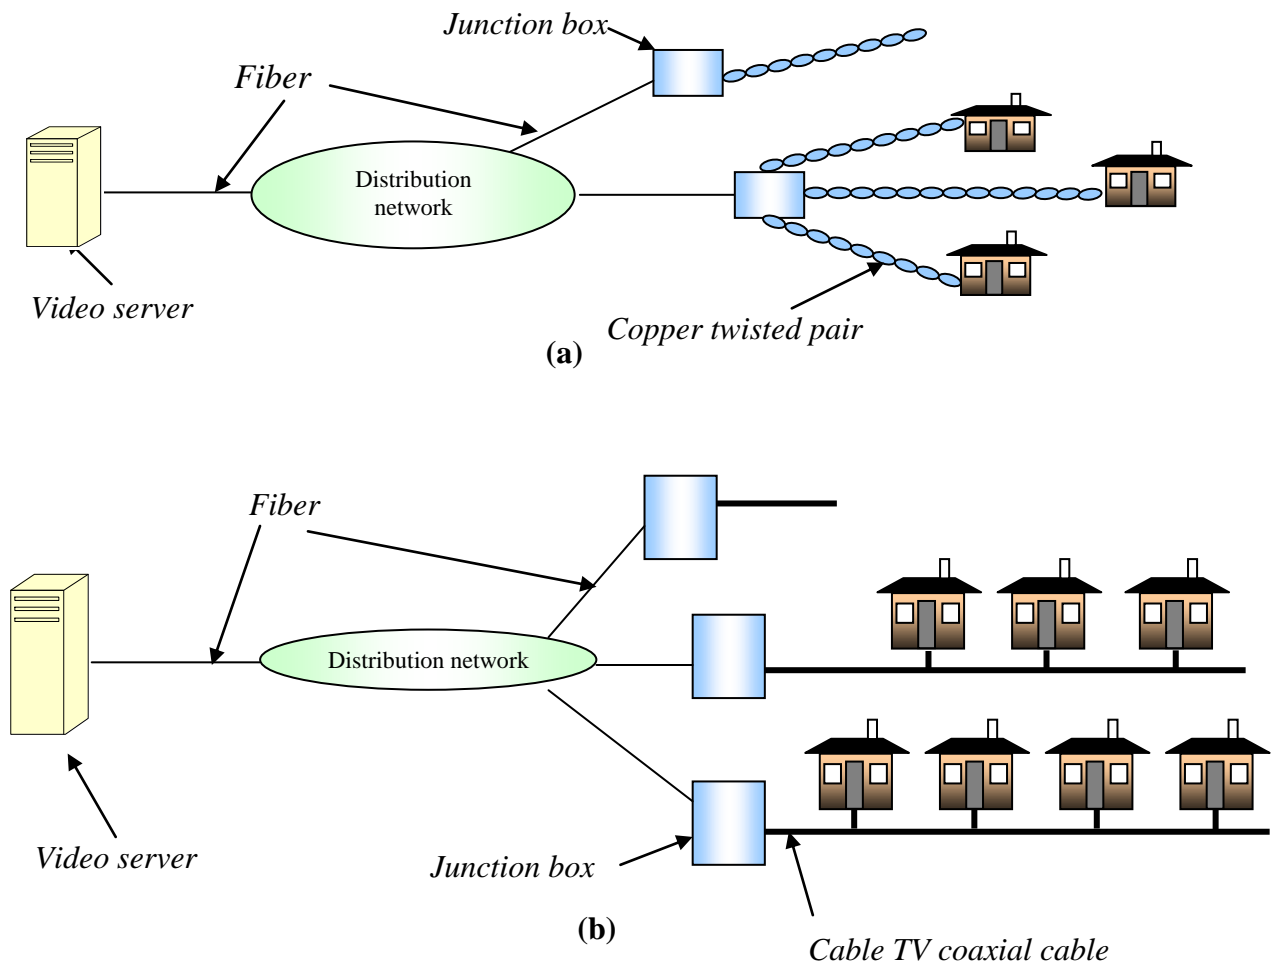 Junction box
Fiber
Distribution
network
Video server
Copper twisted pair
(a)
Fiber
Distribution network
Video server
Junction box
(b)
Cable TV coaxial cable